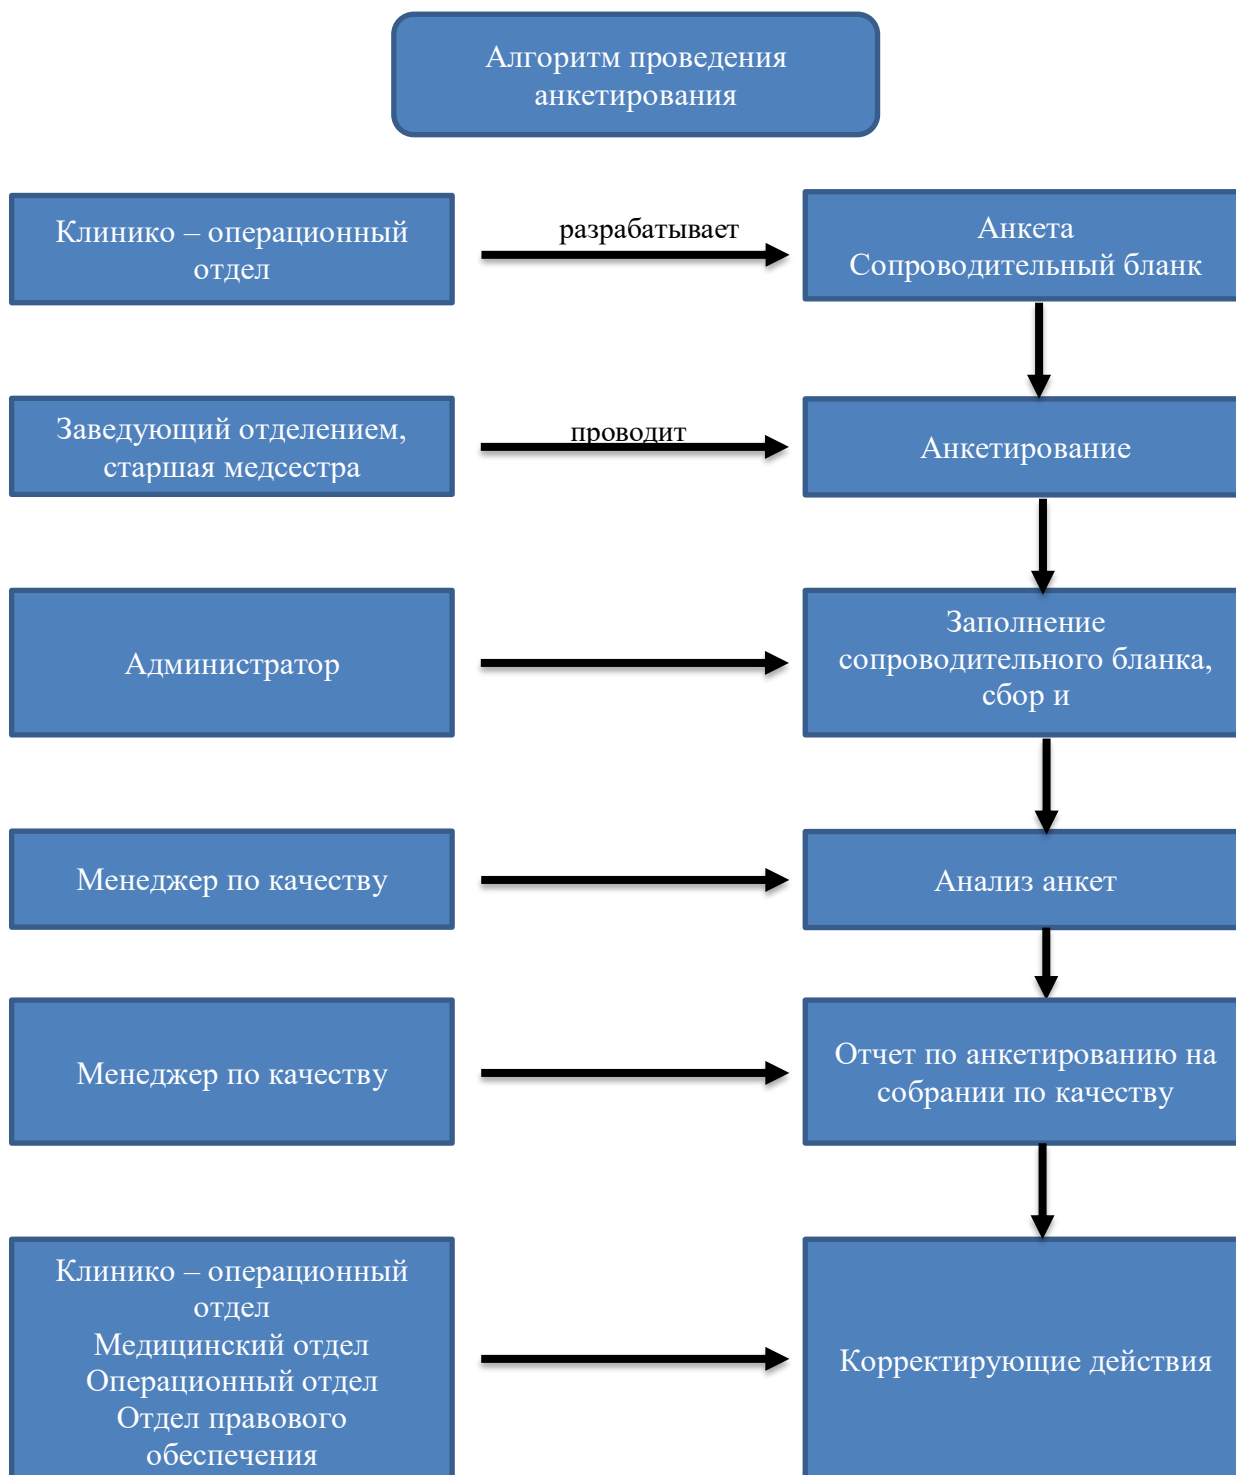 Алгоритм проведения
анкетирования
Клинико – операционный
отдел
разрабатывает
Анкета
Сопроводительный бланк
Заведующий отделением,
старшая медсестра
проводит
Анкетирование
Администратор
Заполнение
сопроводительного бланка,
сбор и
Менеджер по качеству
Анализ анкет
Менеджер по качеству
Отчет по анкетированию на
собрании по качеству
Клинико – операционный
отдел
Медицинский отдел
Операционный отдел
Отдел правового
обеспечения
Корректирующие действия